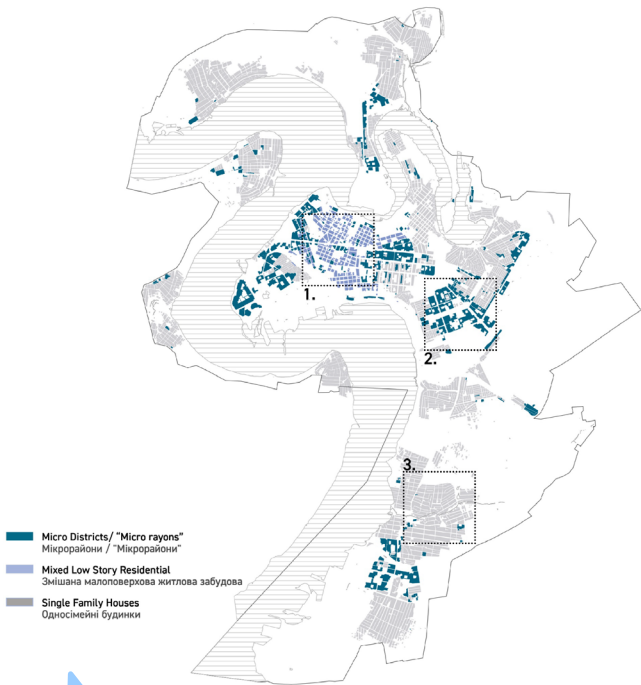 1.
2.
3.
Micro Districts/ "Micro rayons"
Мікрорайони / "Мікрорайони"
Mixed Low Story Residential
Змішана малоповерхова житлова забудова
Single Family Houses
Односімейні будинки